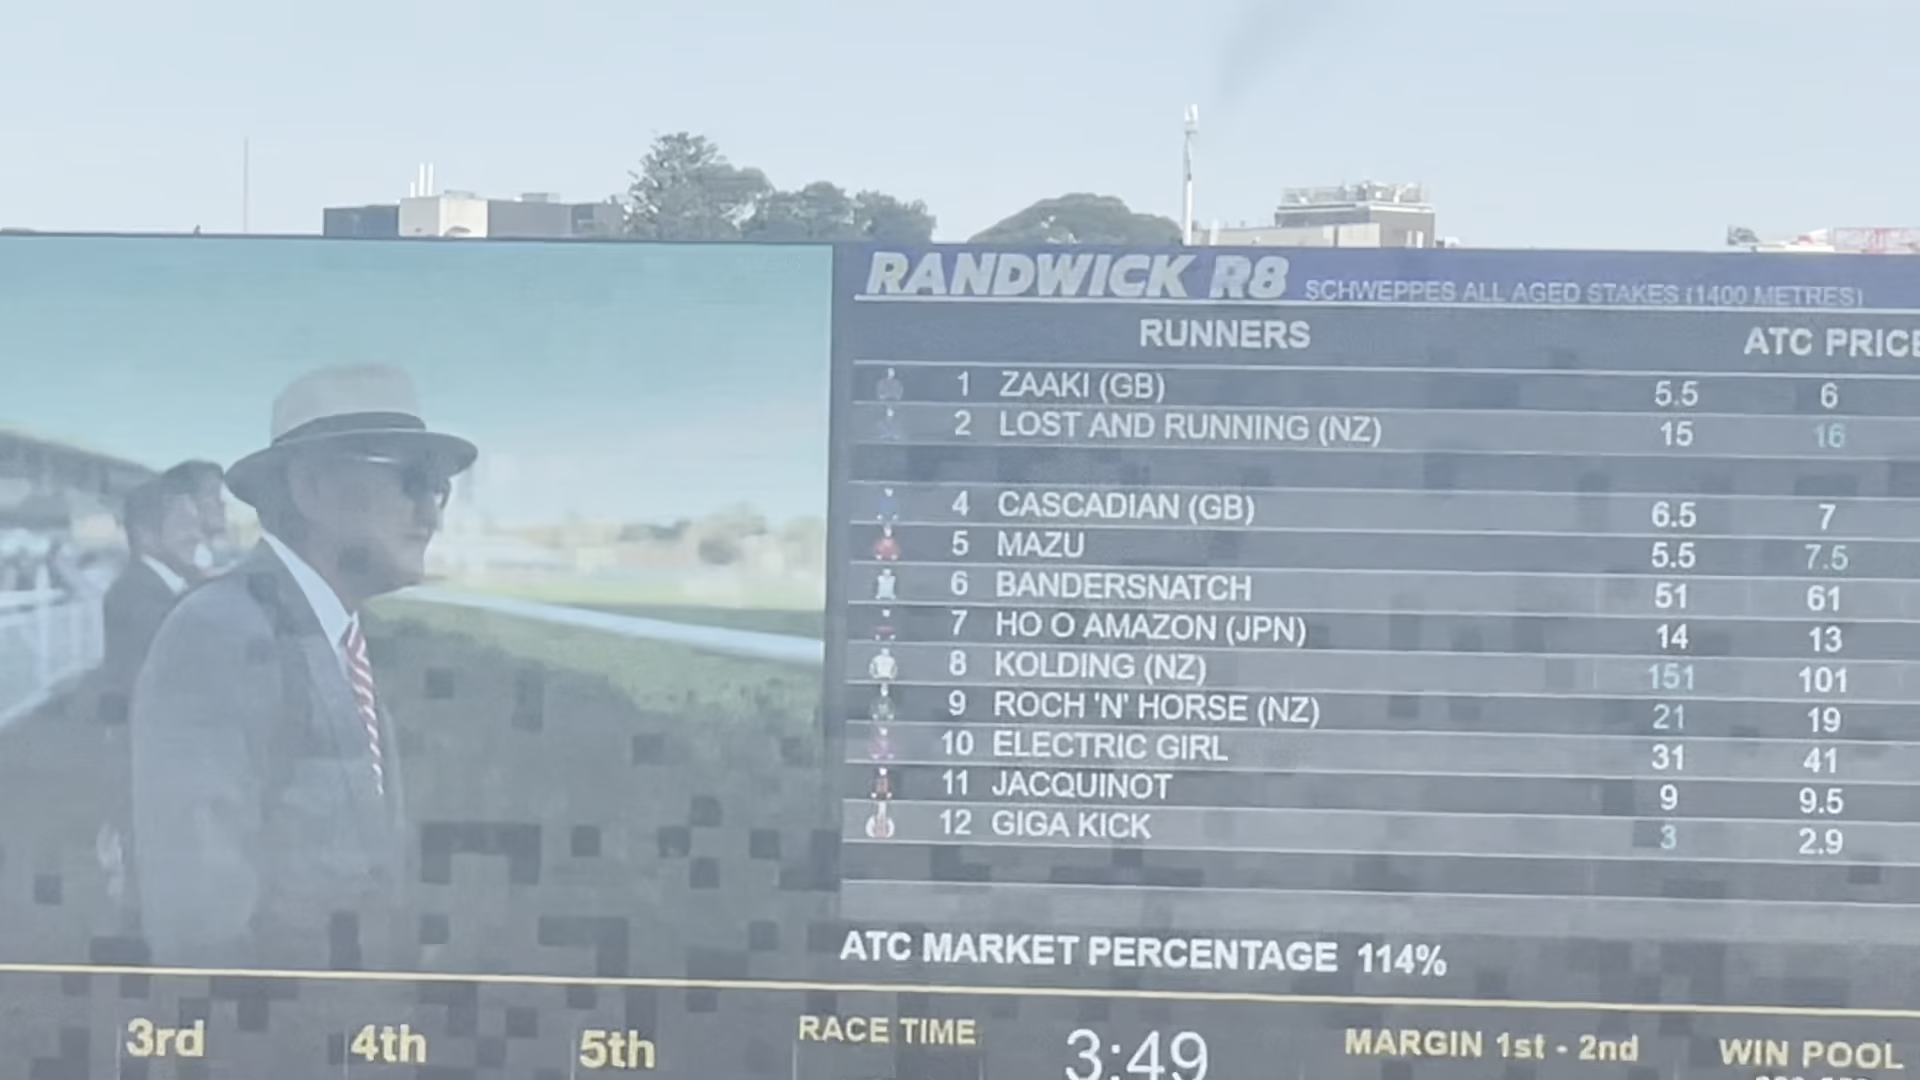 RANDWICK R8 SCHWEPPES ALL AGED STAKES (1400 METRES)
RUNNERS ATC PRICE
1 ZAAKI (GB) 5.5 6
2 LOST AND RUNNING (NZ) 15 16
4 CASCADIAN (GB) 6.5 7
5 MAZU 5.5 7.5
6 BANDERSNATCH 51 61
7 HO O AMAZON (JPN) 14 13
8 KOLDING (NZ) 151 101
9 ROCH 'N' HORSE (NZ) 21 19
10 ELECTRIC GIRL 31 41
11 JACQUINOT 9 9.5
12 GIGA KICK 3 2.9
ATC MARKET PERCENTAGE 114%
3rd 4th 5th RACE TIME 3:49 MARGIN 1st - 2nd WIN POOL